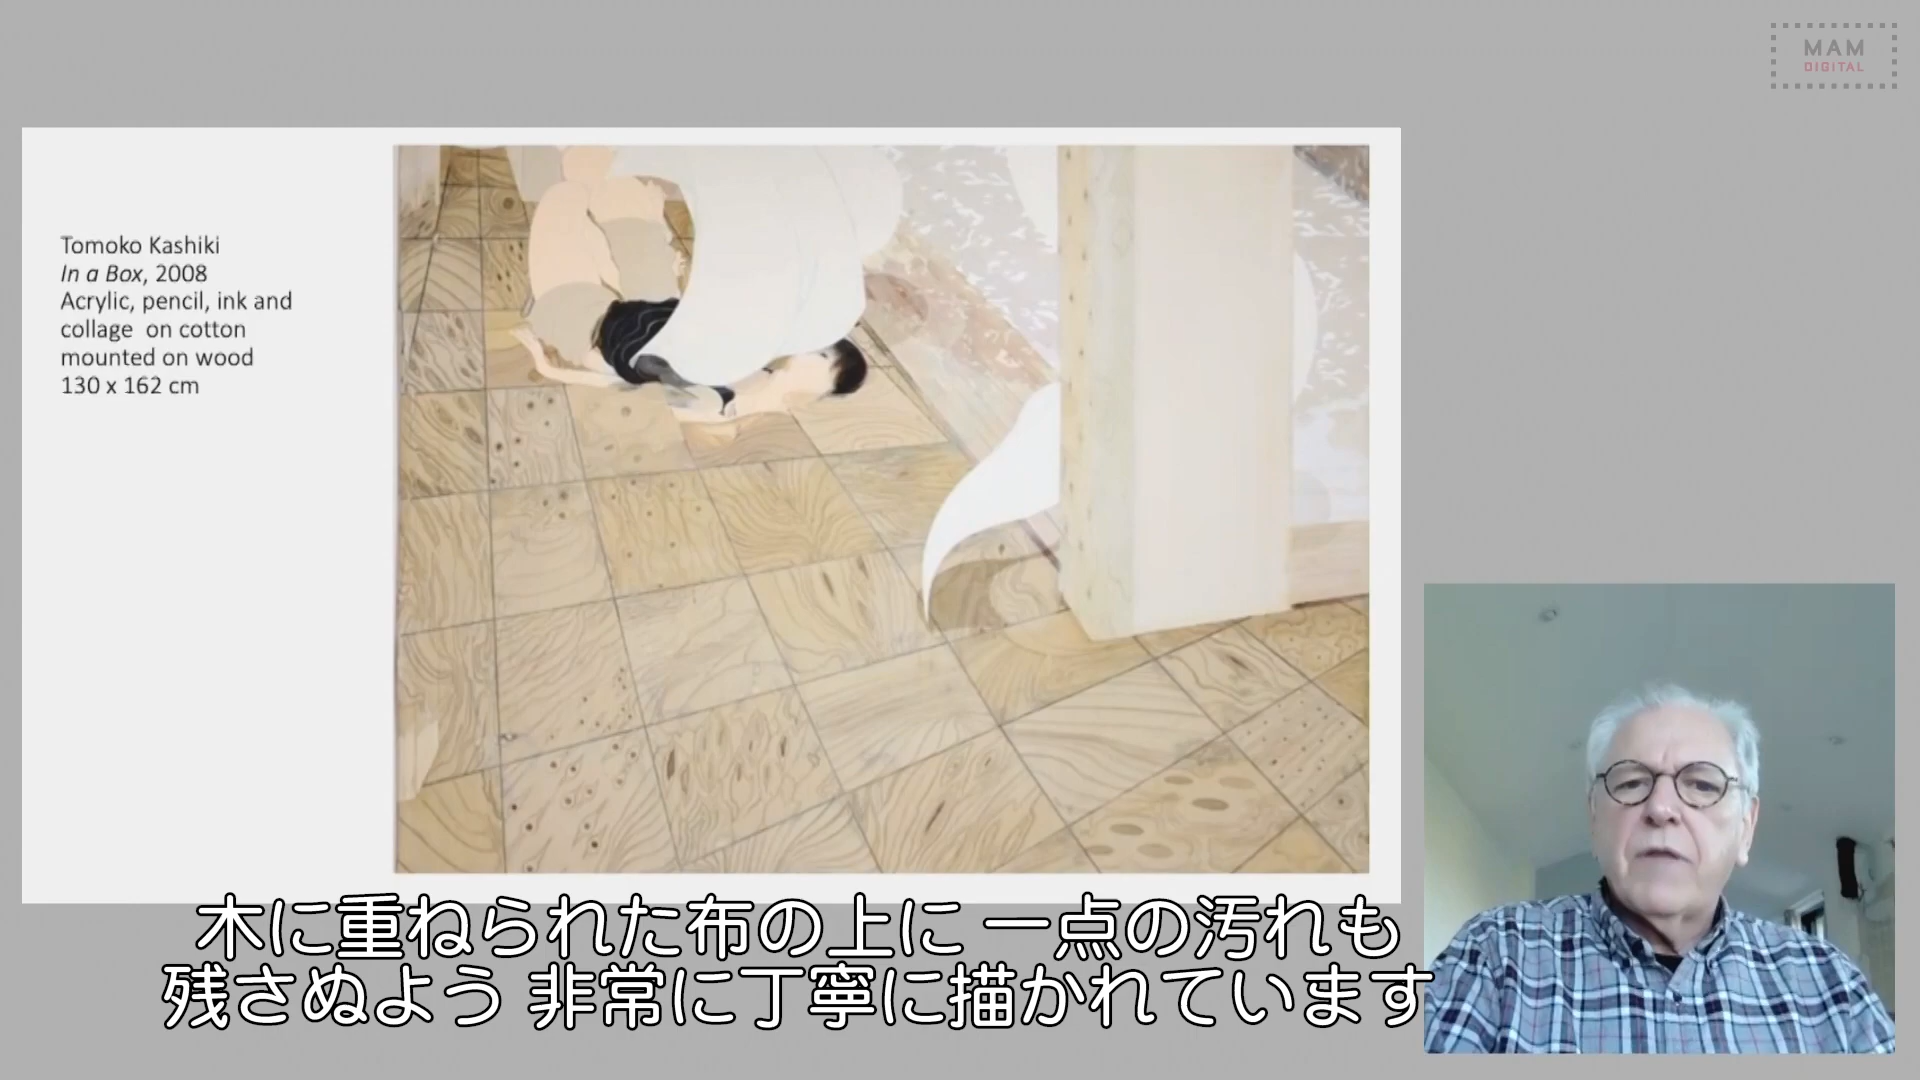 MAM
DIGITAL
Tomoko Kashiki
In a Box, 2008
Acrylic, pencil, ink and
collage on cotton
mounted on wood
130 x 162 cm
木に重ねられた布の上に 一点の汚れも
残さぬよう 非常に丁寧に描かれています